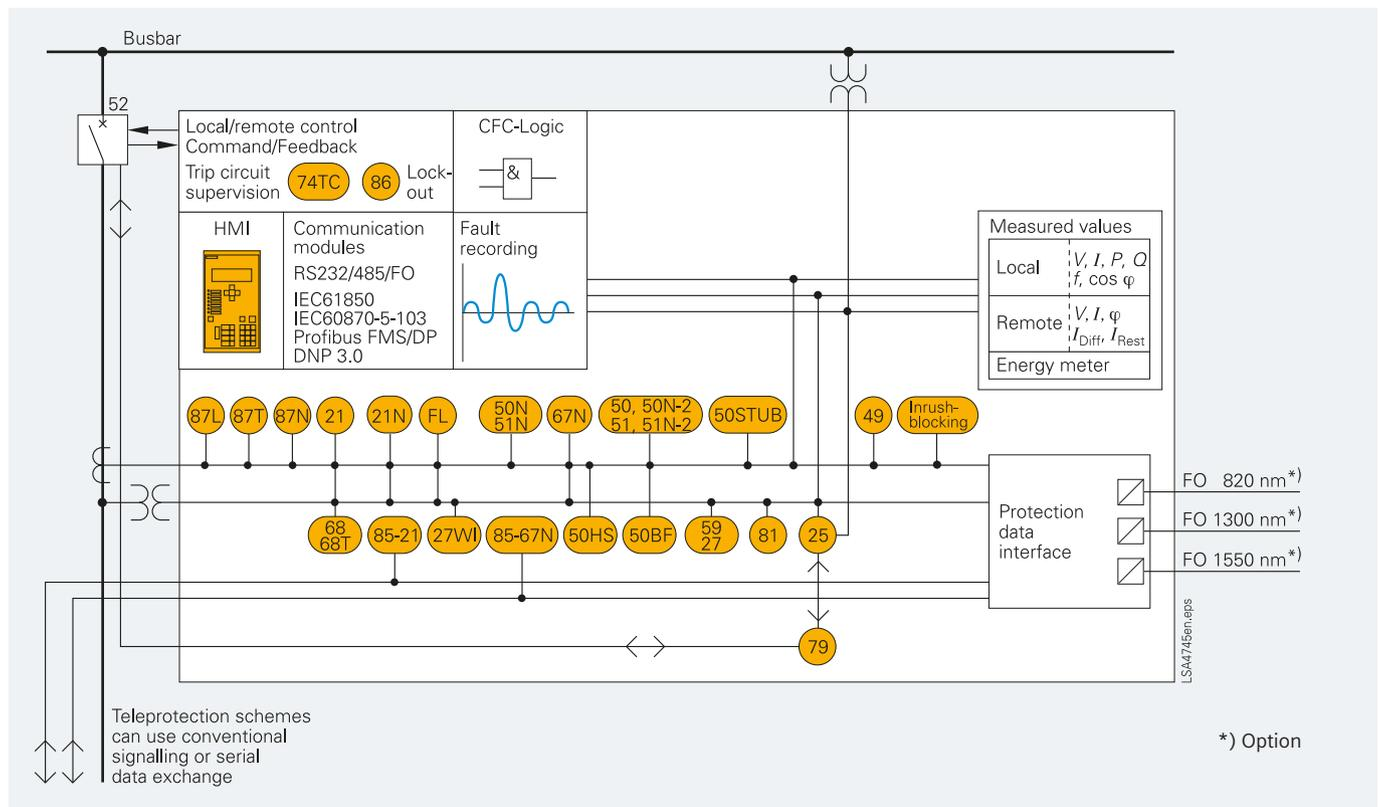 Busbar
52
Local/remote control
Command/Feedback
Trip circuit
supervision
74TC
86
Lock-
out
CFC-Logic
&
HMI
Communication
modules
RS232/485/FO
IEC61850
IEC60870-5-103
Profibus FMS/DP
DNP 3.0
Fault
recording
Measured values
Local
V, I, P, Q
f, cos φ
Remote
V, I, φ
IDiff, IRest
Energy meter
87L
87T
87N
21
21N
FL
50N
51N
67N
50, 50N-2
51, 51N-2
50STUB
49
Inrush-
blocking
68
68T
85-21
27WI
85-67N
50HS
50BF
59
27
81
25
79
Protection
data
interface
FO 820 nm*)
FO 1300 nm*)
FO 1550 nm*)
LSA4745en.eps
Teleprotection schemes
can use conventional
signalling or serial
data exchange
*) Option